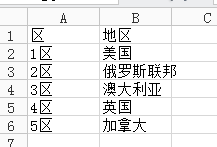 A B C
1 区 地区
2 1区 美国
3 2区 俄罗斯联邦
4 3区 澳大利亚
5 4区 英国
6 5区 加拿大
7